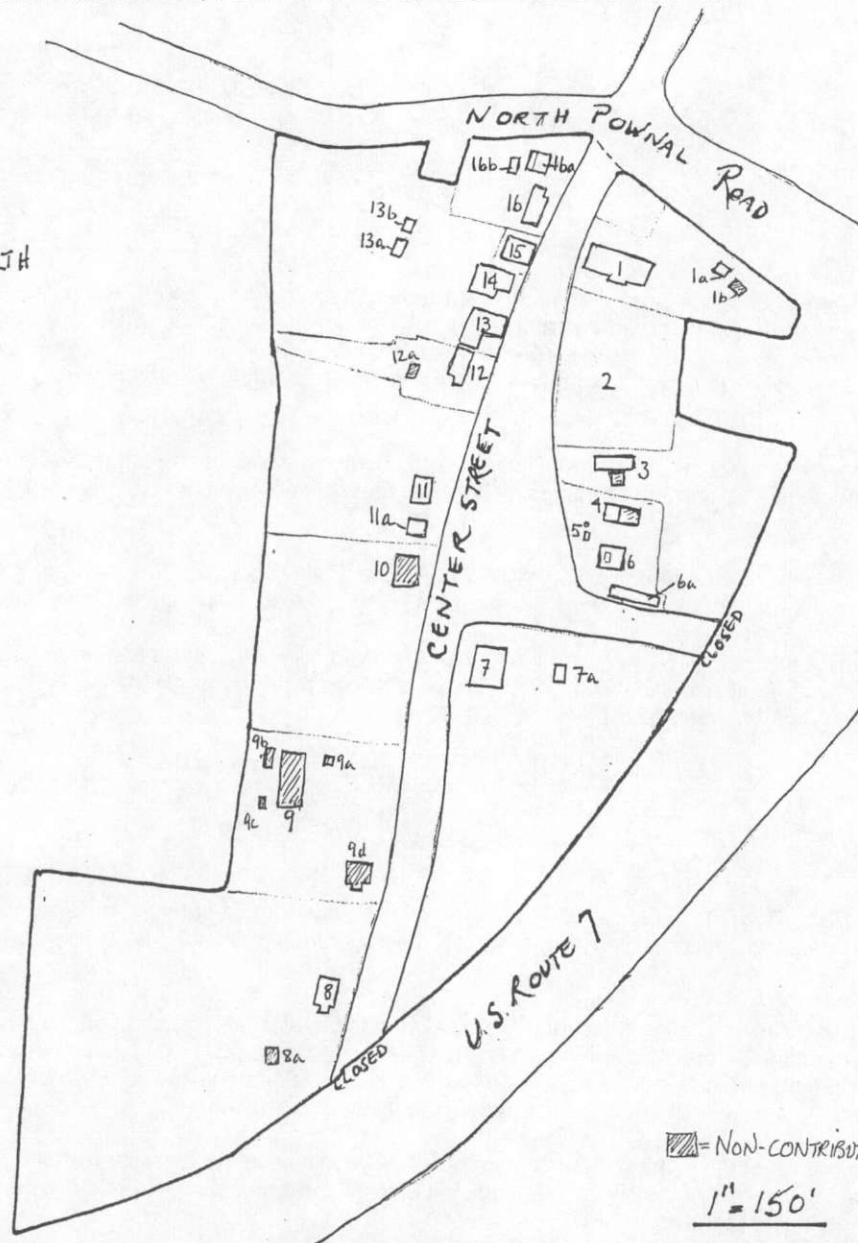 NORTH POWNAL ROAD
16b
16a
16
13b
13a
15
1
1a
1b
14
13
12a
12
2
CENTER STREET
3
11
4
11a
5
10
6
6a
CLOSED
7
7a
9b
9a
9c
9
9d
U.S. ROUTE 7
8
8a
CLOSED
= NON-CONTRIBU
1" = 150'